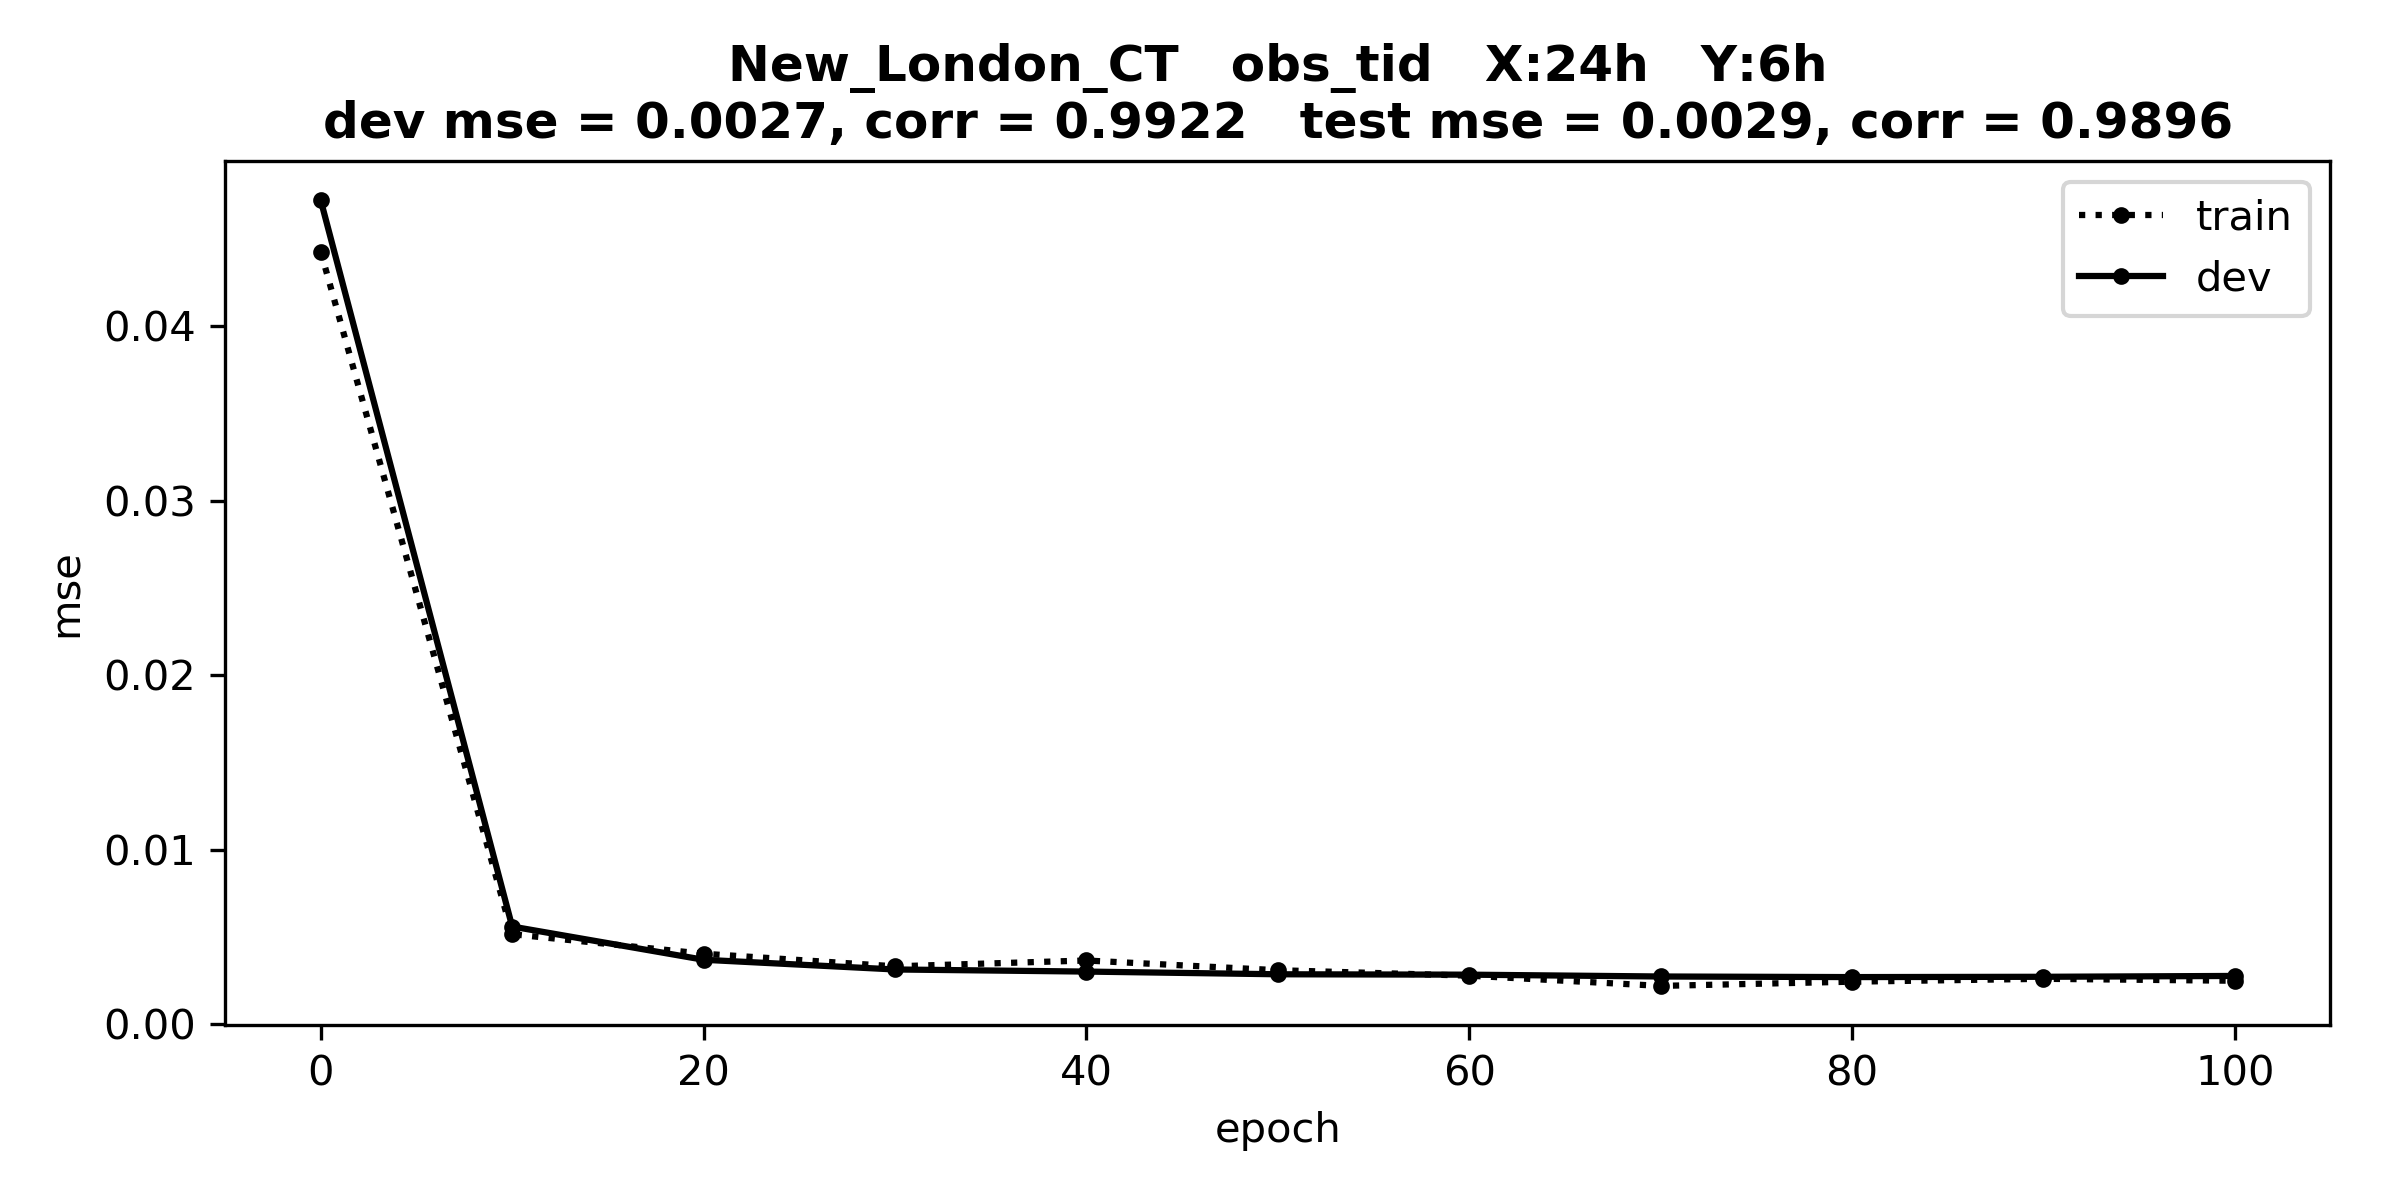 New_London_CT obs_tid X:24h Y:6h
dev mse = 0.0027, corr = 0.9922 test mse = 0.0029, corr = 0.9896
train
dev
0.04
0.03
0.02
0.01
0.00
mse
0 20 40 60 80 100
epoch